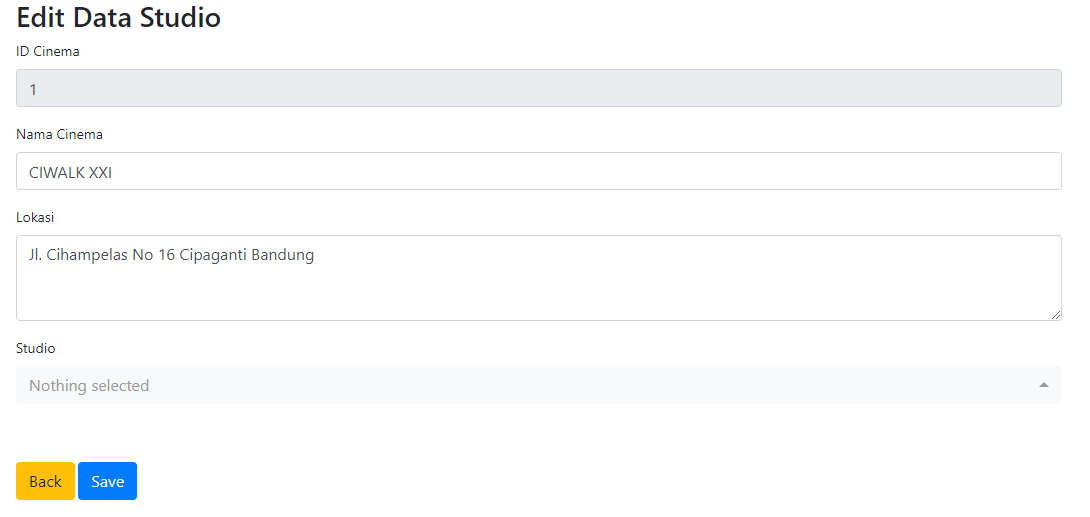 Edit Data Studio
ID Cinema
1
Nama Cinema
CIWALK XXI
Lokasi
Jl. Cihampelas No 16 Cipaganti Bandung
Studio
Nothing selected
Back Save